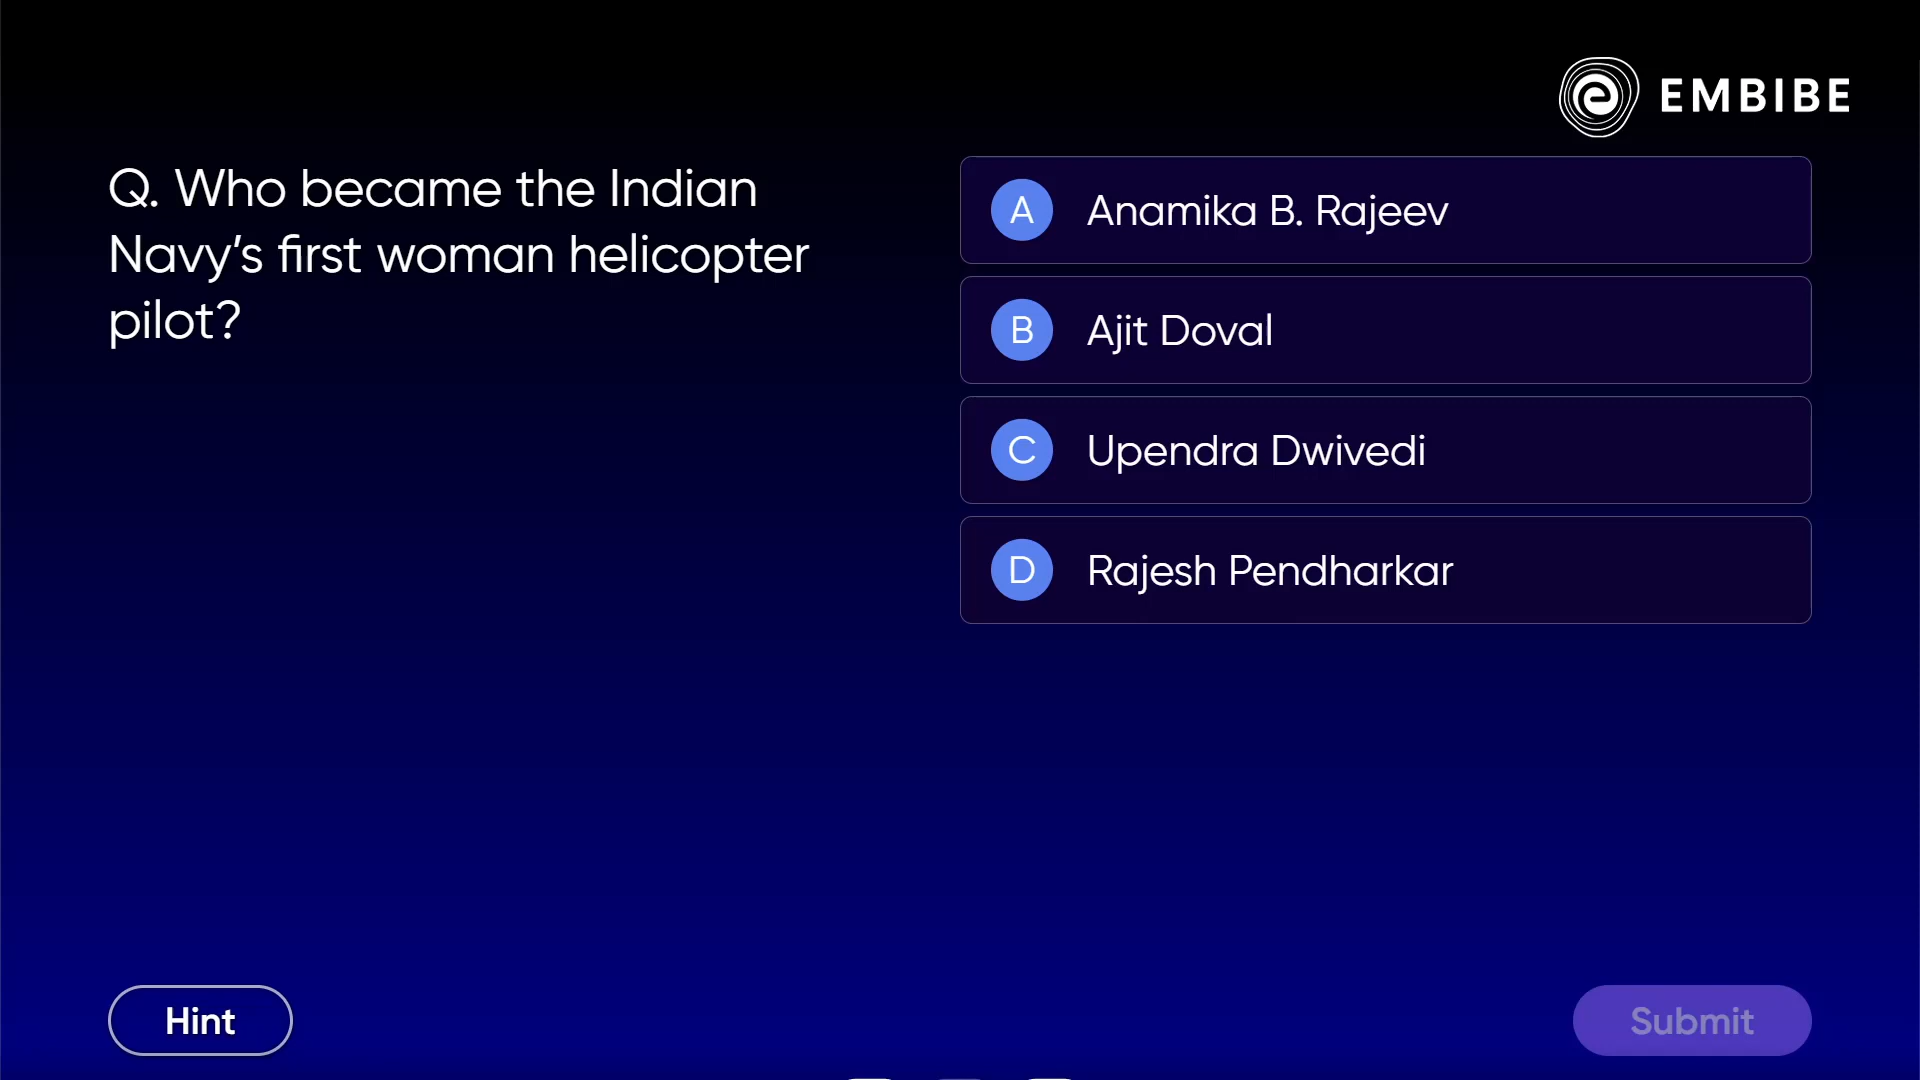 EMBIBE
Q. Who became the Indian
Navy’s first woman helicopter
pilot?
A Anamika B. Rajeev
B Ajit Doval
C Upendra Dwivedi
D Rajesh Pendharkar
Hint
Submit